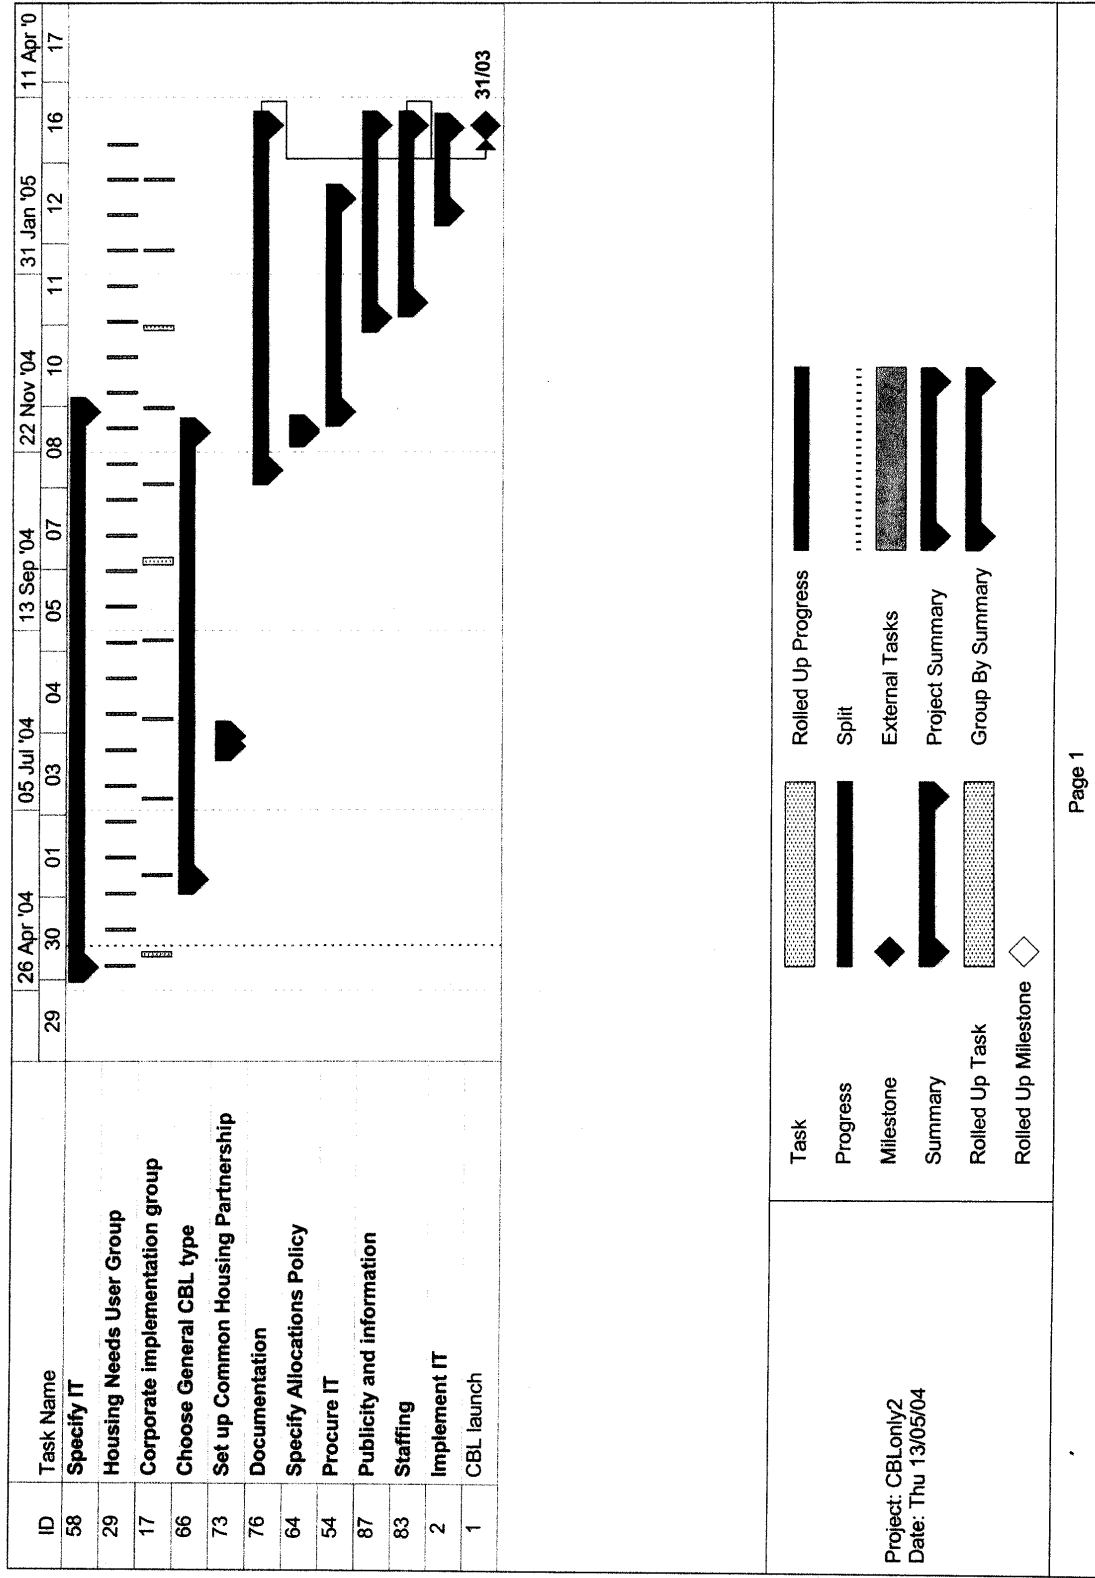 ID Task Name 26 Apr '04 05 Jul '04 13 Sep '04 22 Nov '04 31 Jan '05 11 Apr '0
29 30 01 03 04 05 07 08 10 11 12 16 17
58 Specify IT
29 Housing Needs User Group
17 Corporate implementation group
66 Choose General CBL type
73 Set up Common Housing Partnership
76 Documentation
64 Specify Allocations Policy
54 Procure IT
87 Publicity and information
83 Staffing
2 Implement IT
1 CBL launch 31/03
Project: CBLonly2
Date: Thu 13/05/04
Task Rolled Up Progress
Progress Split
Milestone External Tasks
Summary Project Summary
Rolled Up Task Group By Summary
Rolled Up Milestone
Page 1